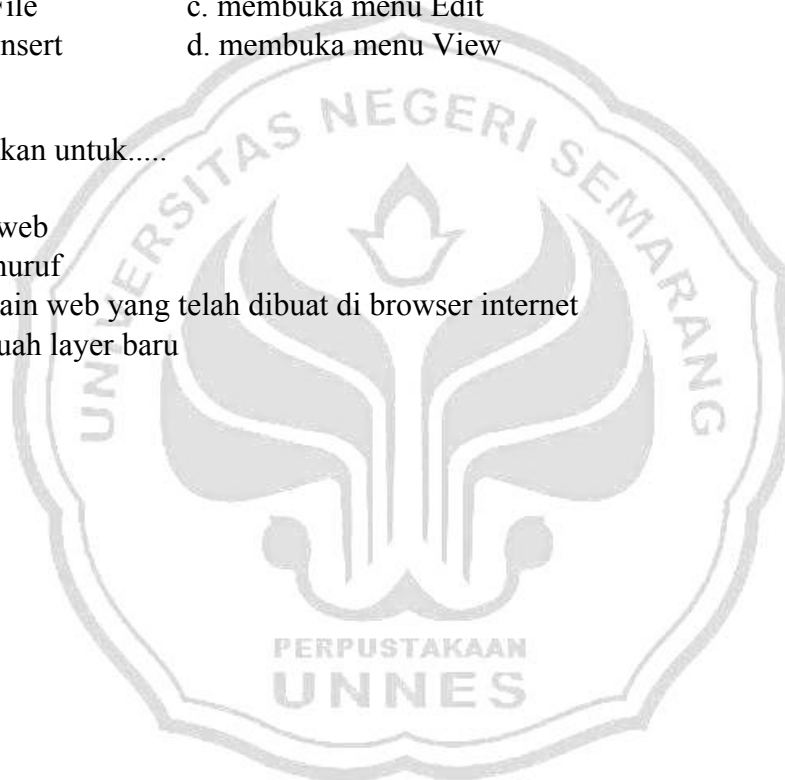 File c. membuka menu Edit
nsert d. membuka menu View
kan untuk.....
web
huruf
ain web yang telah dibuat di browser internet
uah layer baru
UNIVERSITAS NEGERI SEMARANG
PERPUSTAKAAN
UNNES